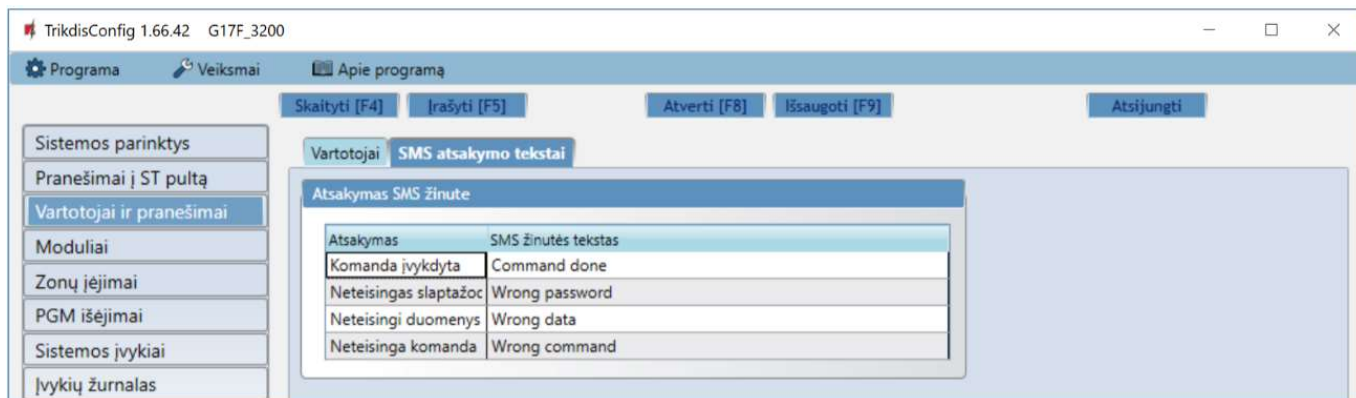 TrikdisConfig 1.66.42 G17F_3200
Programa Veiksmai Apie programą
Skaityti [F4] Įrašyti [F5] Atverti [F8] Išsaugoti [F9] Atsijungti
Sistemos parinktys
Pranešimai į ST pultą
Vartotojai ir pranešimai
Moduliai
Zonų įėjimai
PGM išėjimai
Sistemos įvykiai
Įvykių žurnalas
Vartotojai SMS atsakymo tekstai
Atsakymas SMS žinute
Atsakymas SMS žinutės tekstas
Komanda įvykdyta Command done
Neteisingas slaptažoc Wrong password
Neteisingi duomenys Wrong data
Neteisinga komanda Wrong command